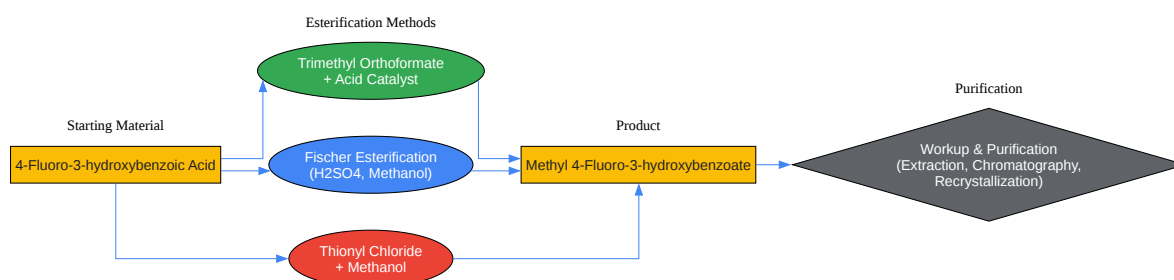 Esterification Methods
Trimethyl Orthoformate
+ Acid Catalyst
Purification
Starting Material
Product
4-Fluoro-3-hydroxybenzoic Acid
Fischer Esterification
(H2SO4, Methanol)
Methyl 4-Fluoro-3-hydroxybenzoate
Workup & Purification
(Extraction, Chromatography,
Recrystallization)
Thionyl Chloride
+ Methanol